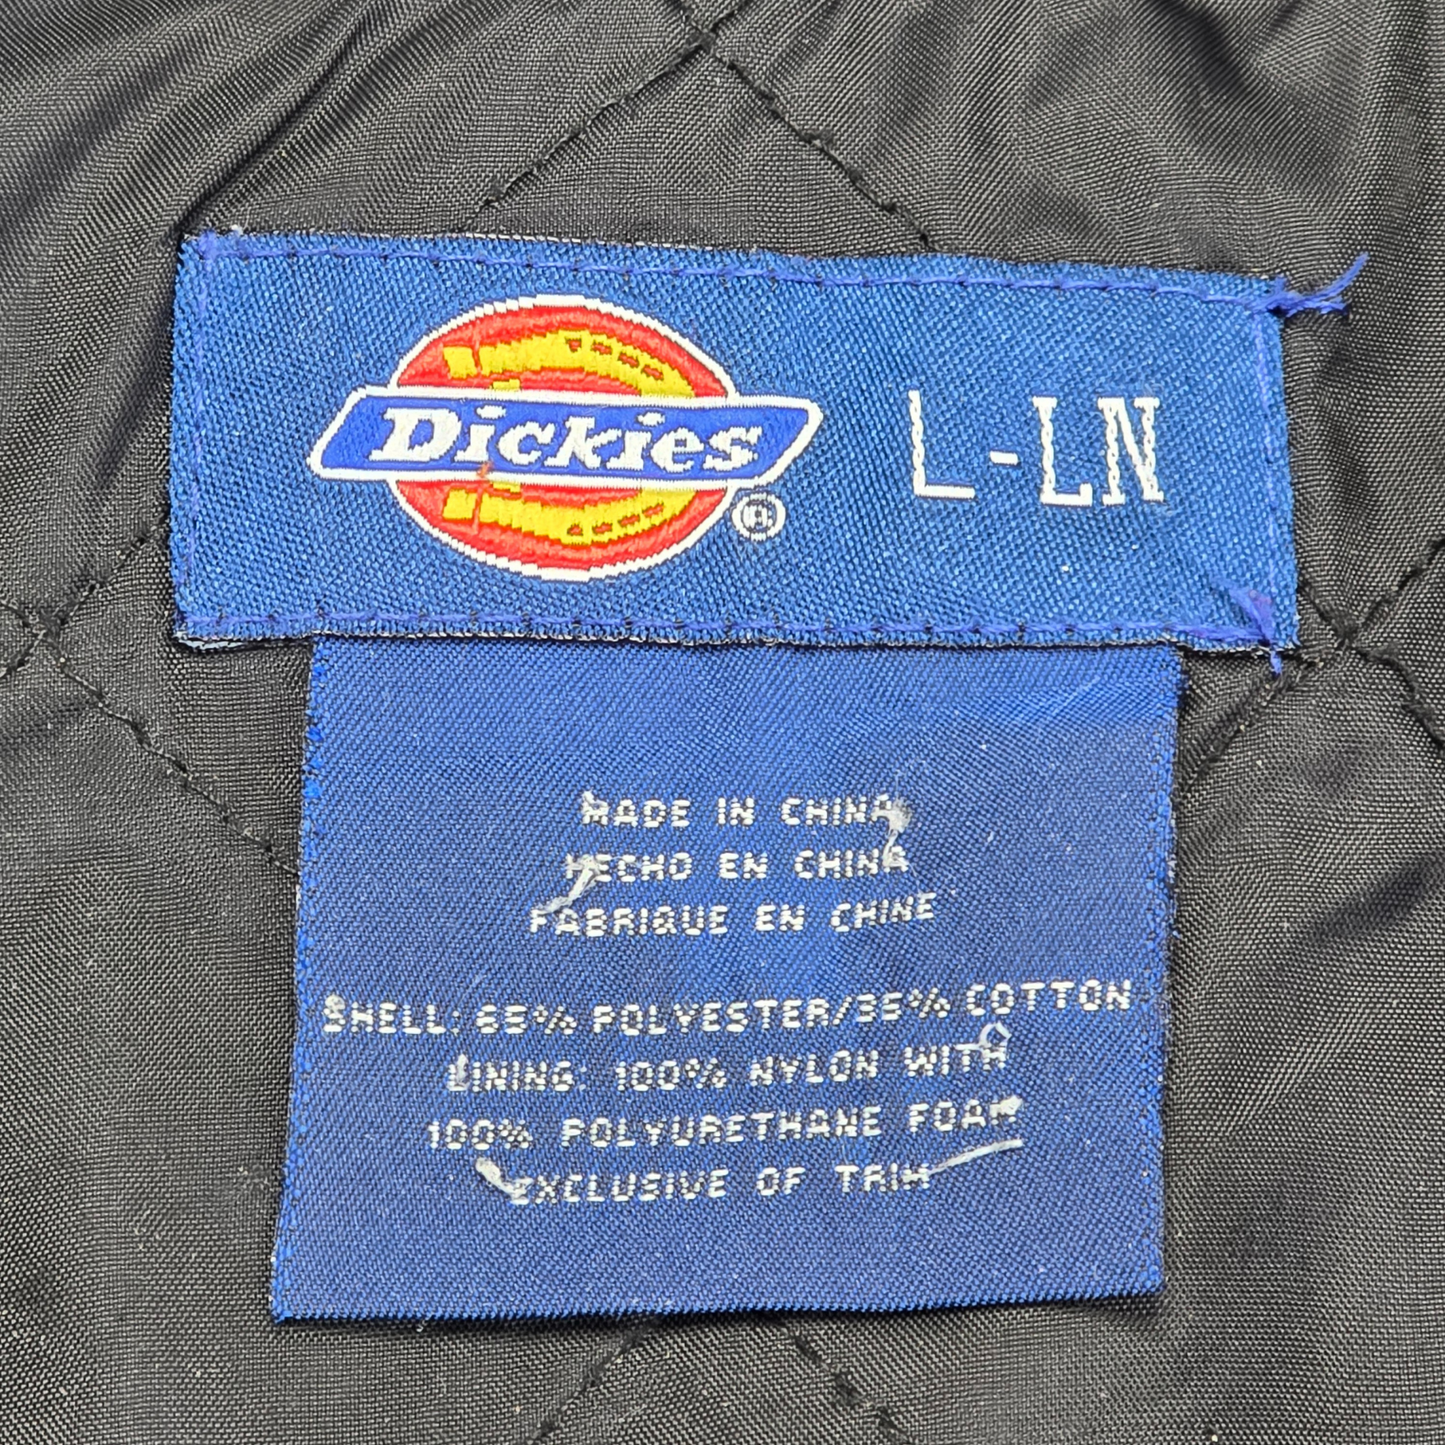 Dickies ®
L-LN
MADE IN CHINA
HECHO EN CHINA
FABRIQUE EN CHINE
SHELL: 65% POLYESTER/35% COTTON
LINING: 100% NYLON WITH
100% POLYURETHANE FOAM
EXCLUSIVE OF TRIM